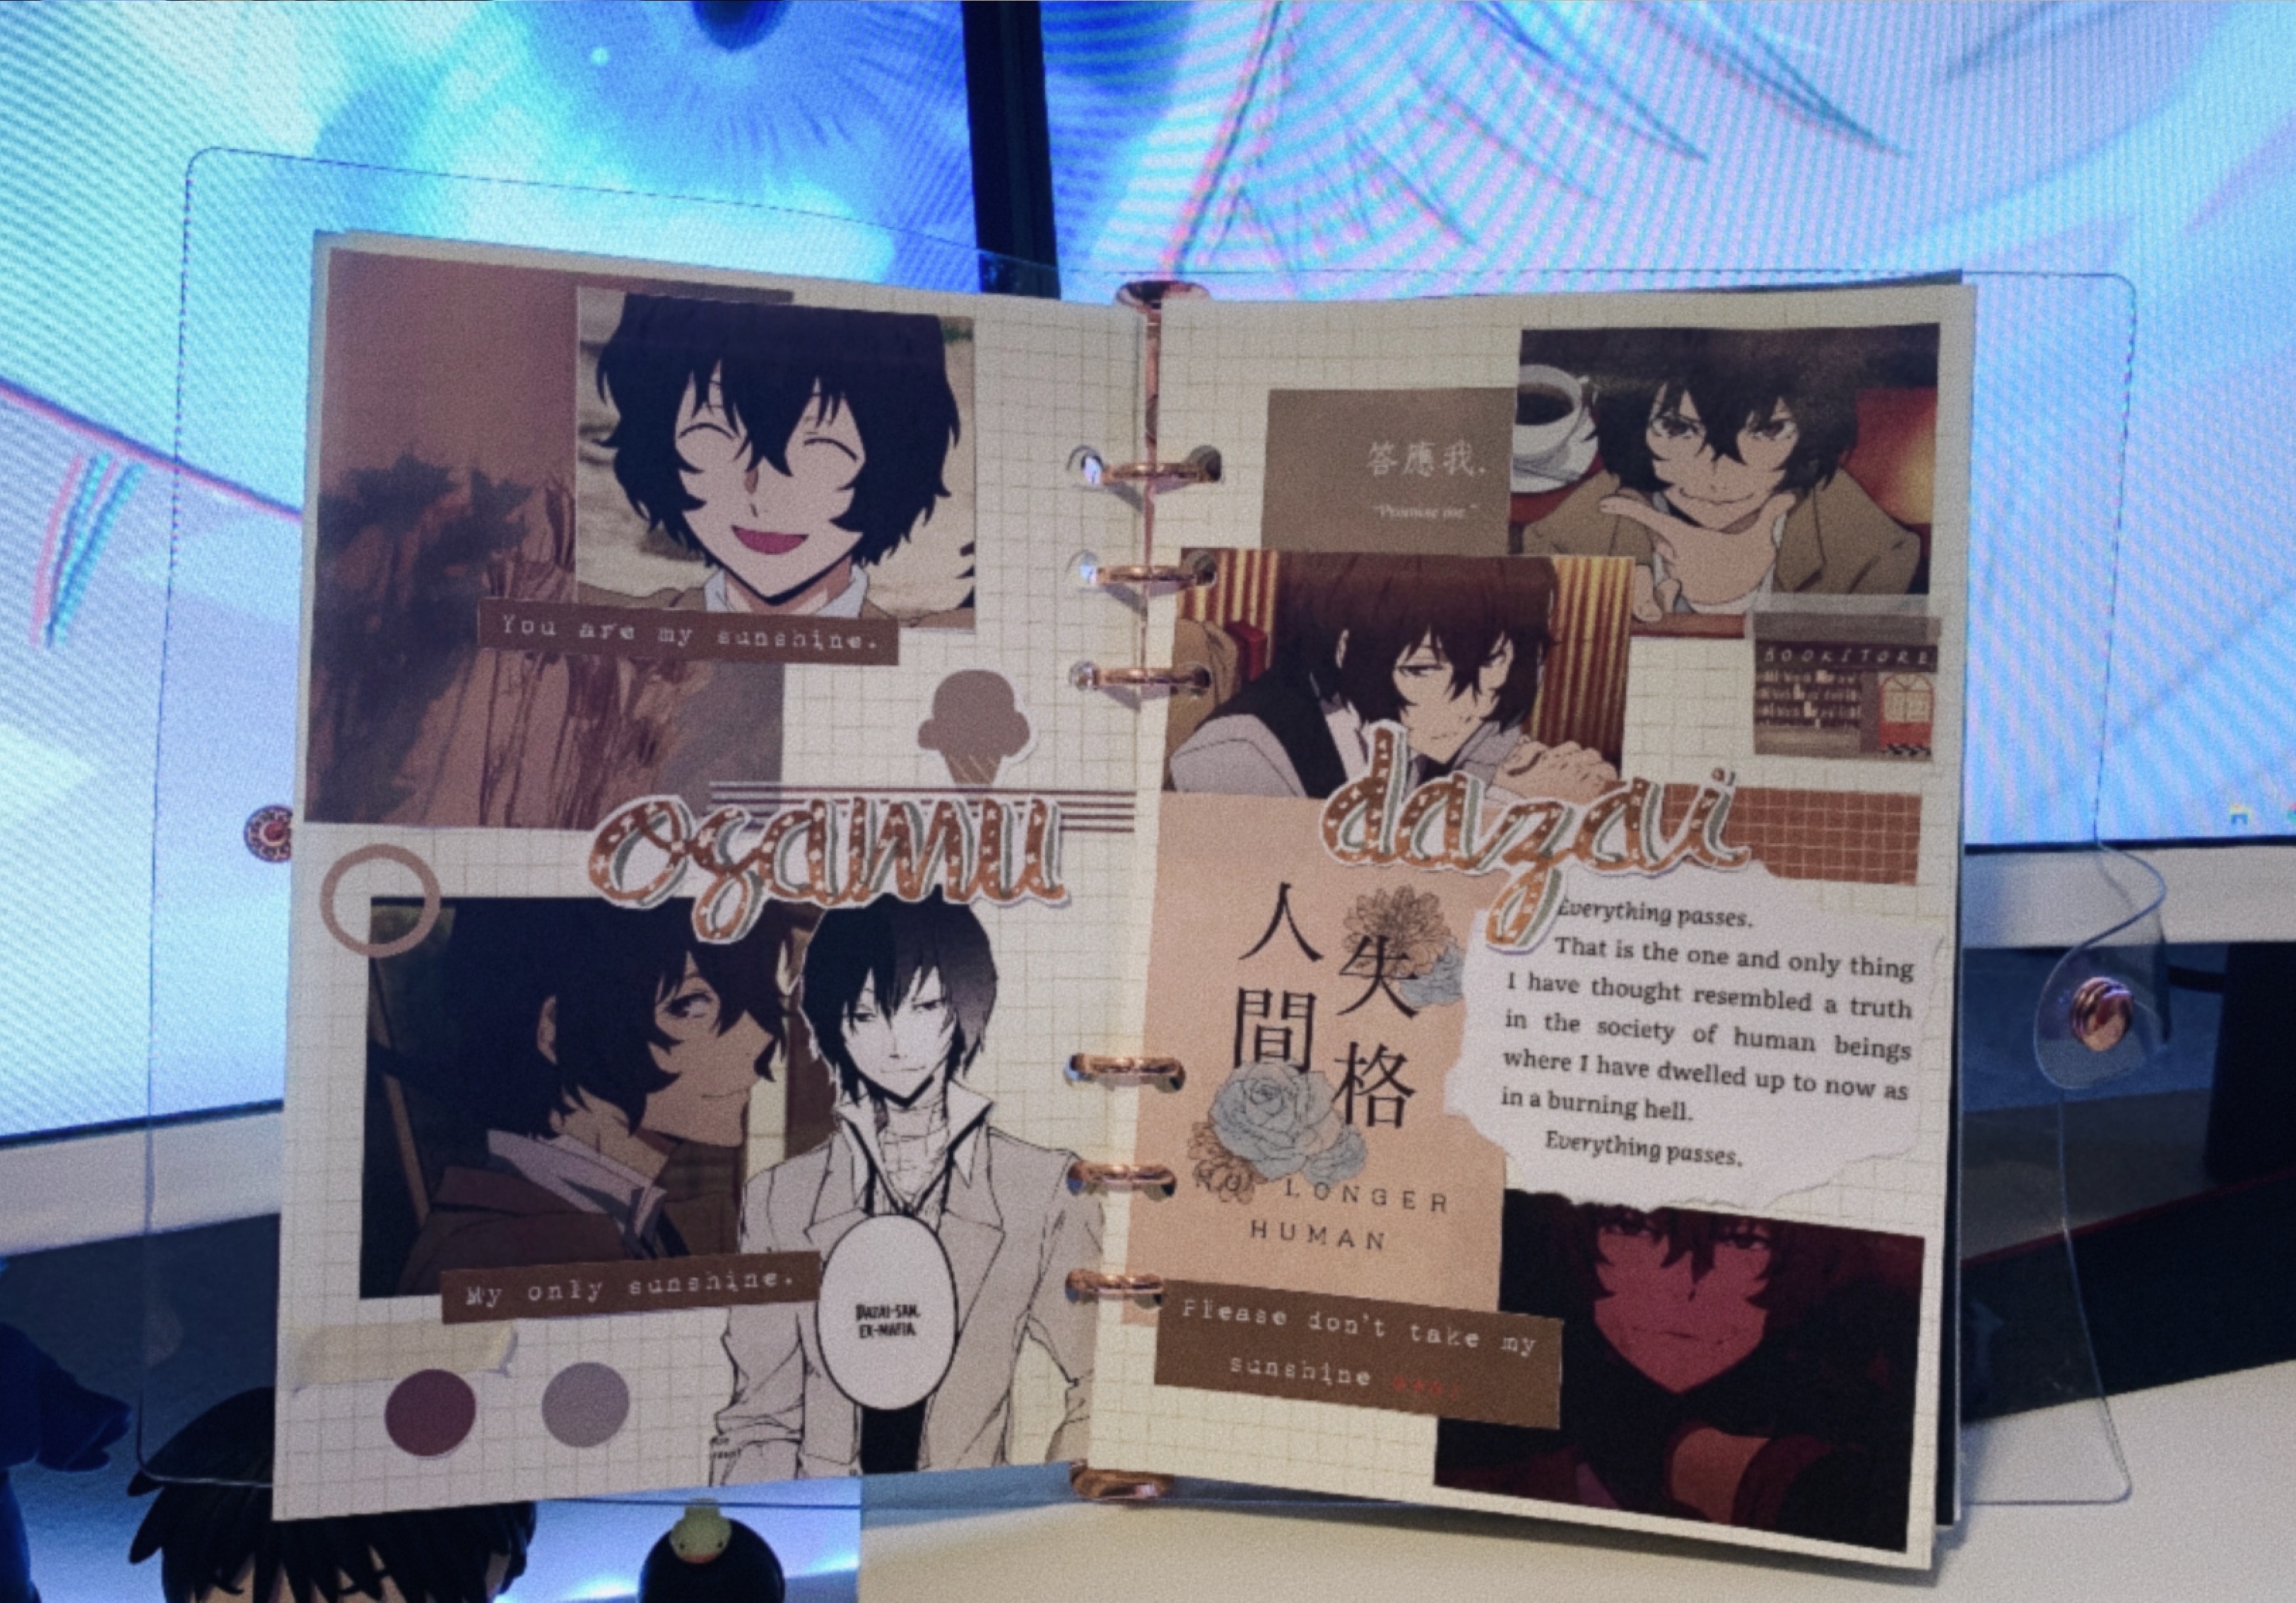 You are my sunshine.
osamu
My only sunshine.
DAZAI-SAN,
EX-MAFIA.
答應我.
"Promise me."
BOOKSTORE
dazai
人間
失格
NO LONGER
HUMAN
Everything passes.
That is the one and only thing
I have thought resembled a truth
in the society of human beings
where I have dwelled up to now as
in a burning hell.
Everything passes.
Please don't take my
sunshine